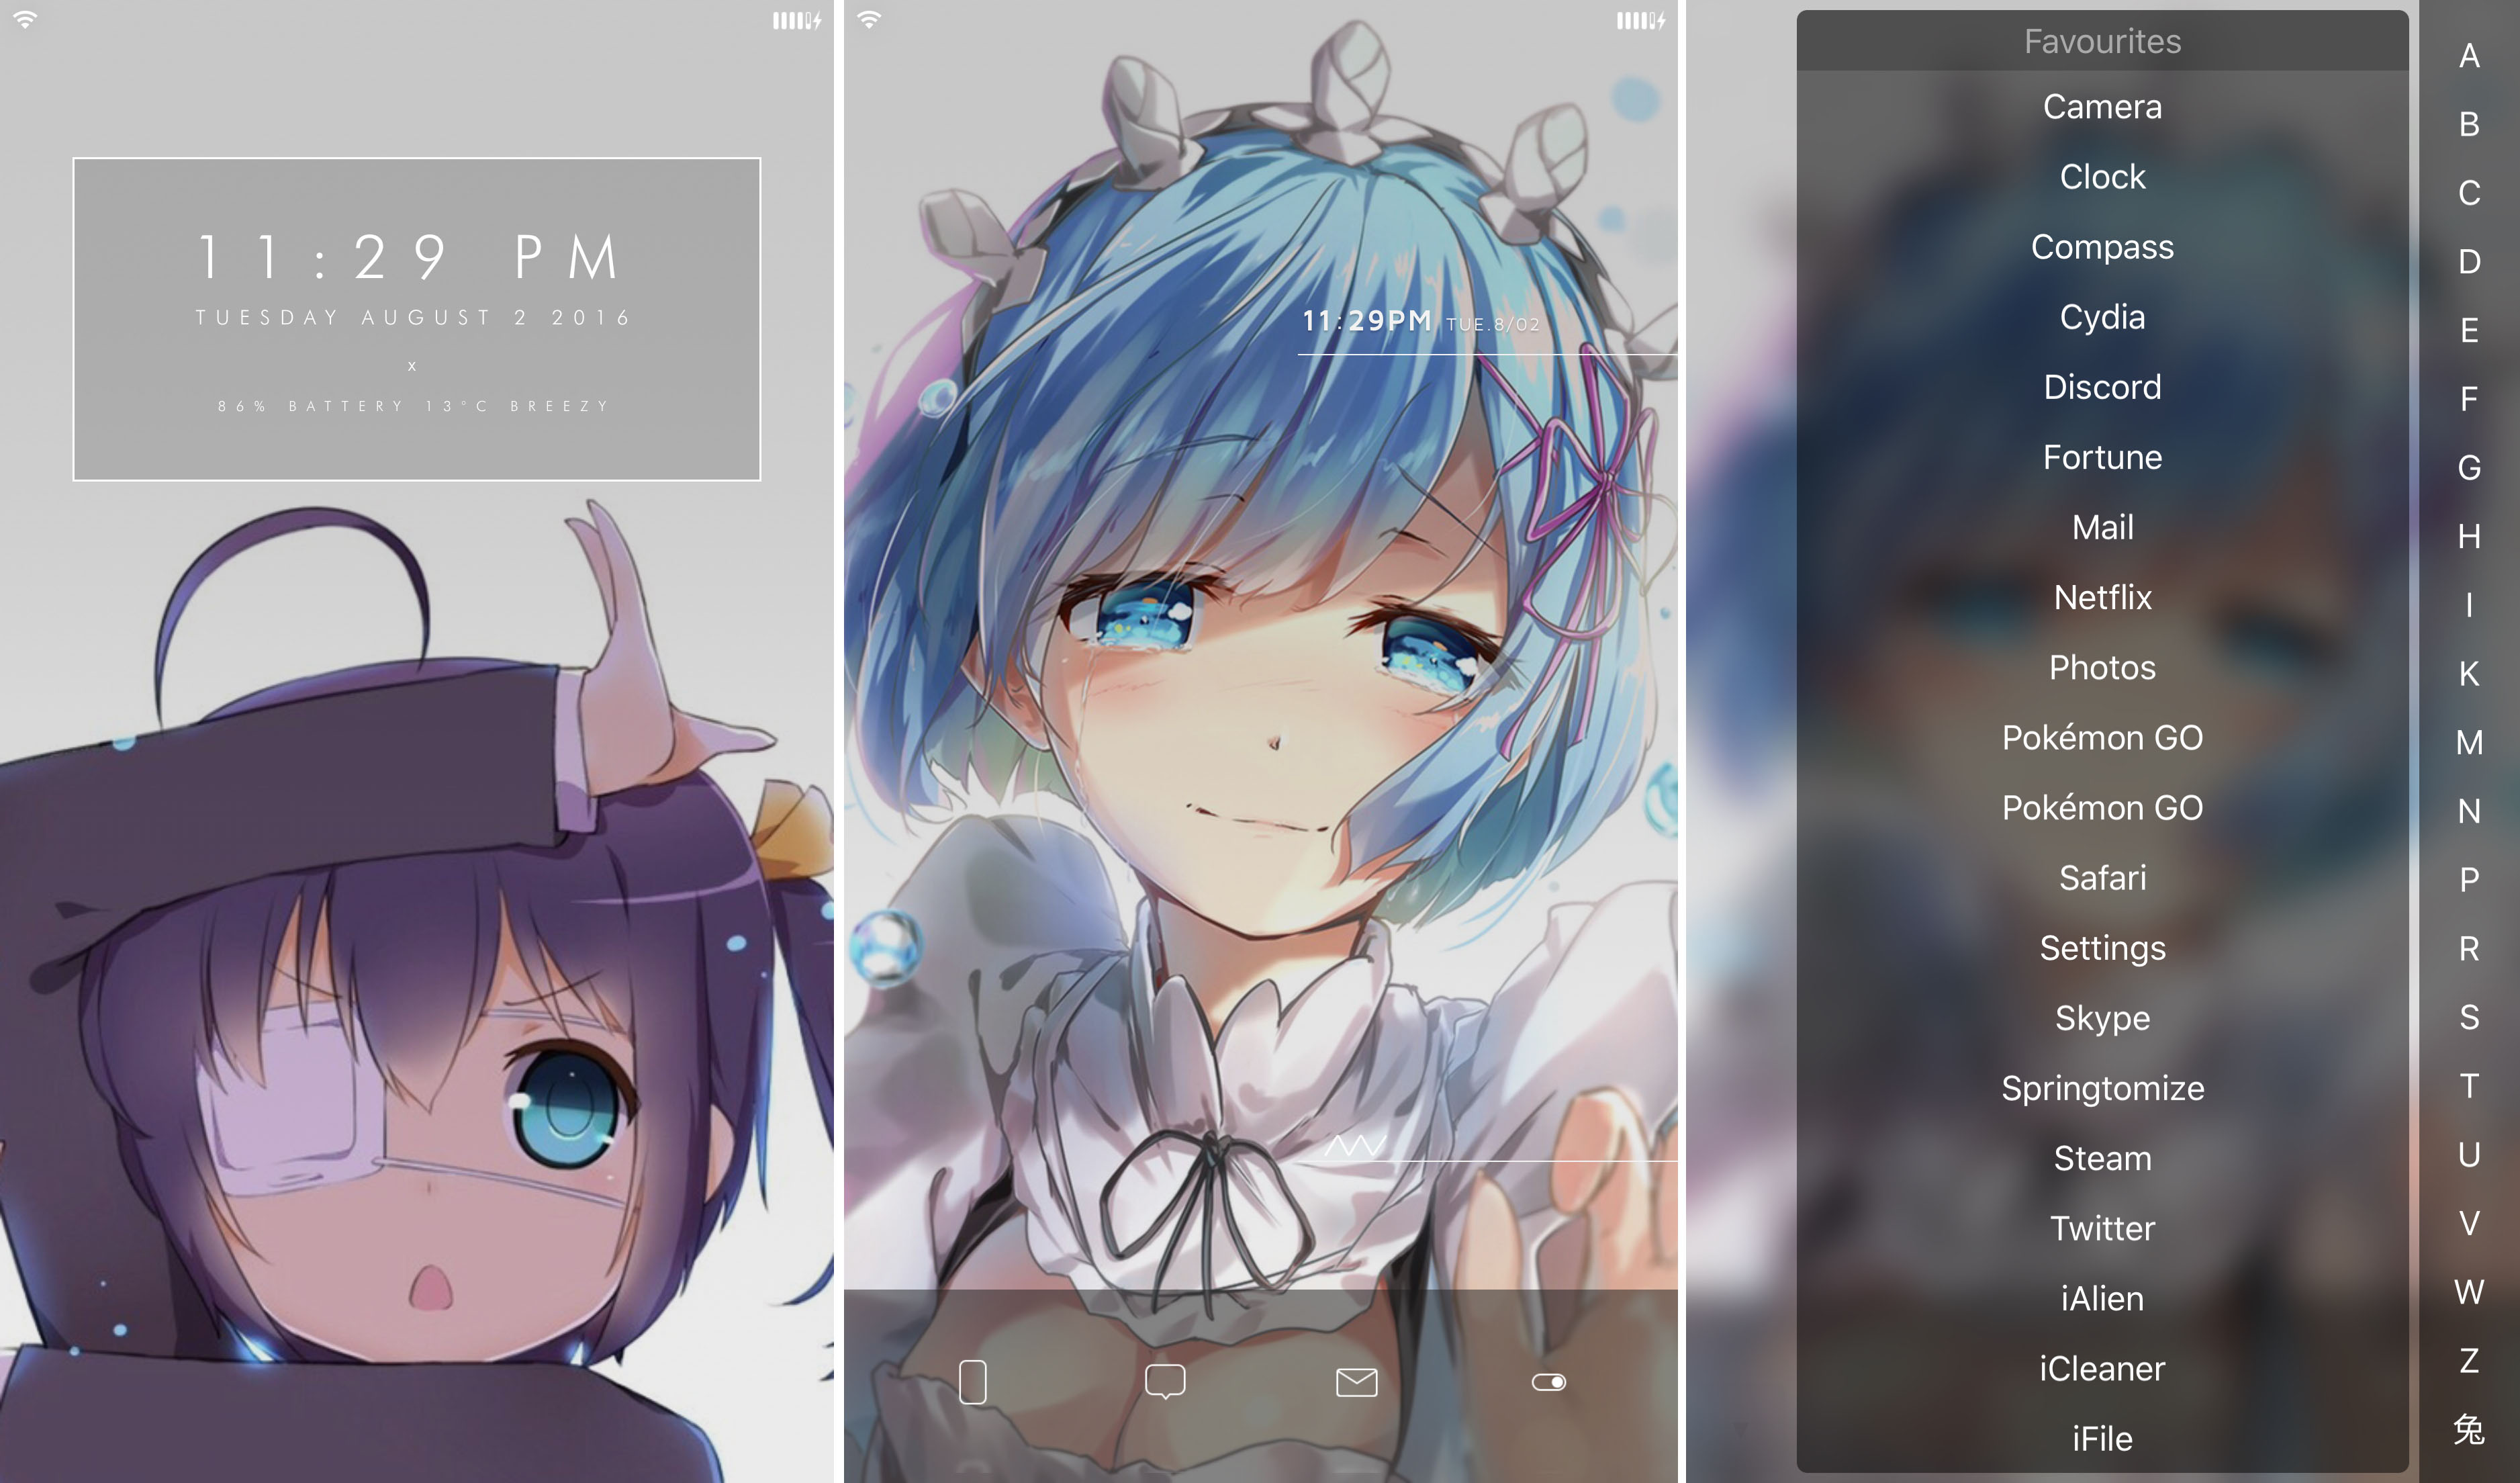 11:29 PM
TUESDAY AUGUST 2 2016
x
86% BATTERY 13°C BREEZY
11:29PM TUE.8/02
Favourites
Camera
Clock
Compass
Cydia
Discord
Fortune
Mail
Netflix
Photos
Pokémon GO
Pokémon GO
Safari
Settings
Skype
Springtomize
Steam
Twitter
iAlien
iCleaner
iFile
A
B
C
D
E
F
G
H
I
K
M
N
P
R
S
T
U
V
W
Z
兔